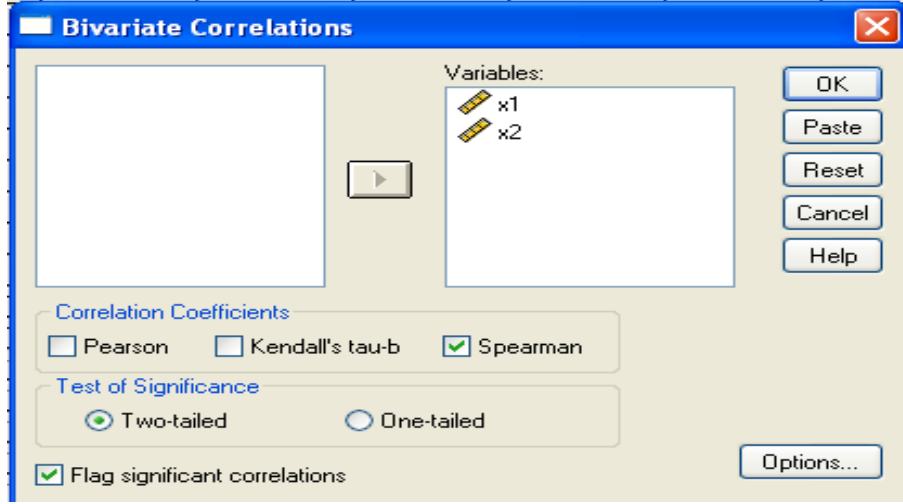 Bivariate Correlations
Variables:
x1
x2
OK
Paste
Reset
Cancel
Help
Correlation Coefficients
Pearson Kendall's tau-b Spearman
Test of Significance
Two-tailed One-tailed
Flag significant correlations
Options...